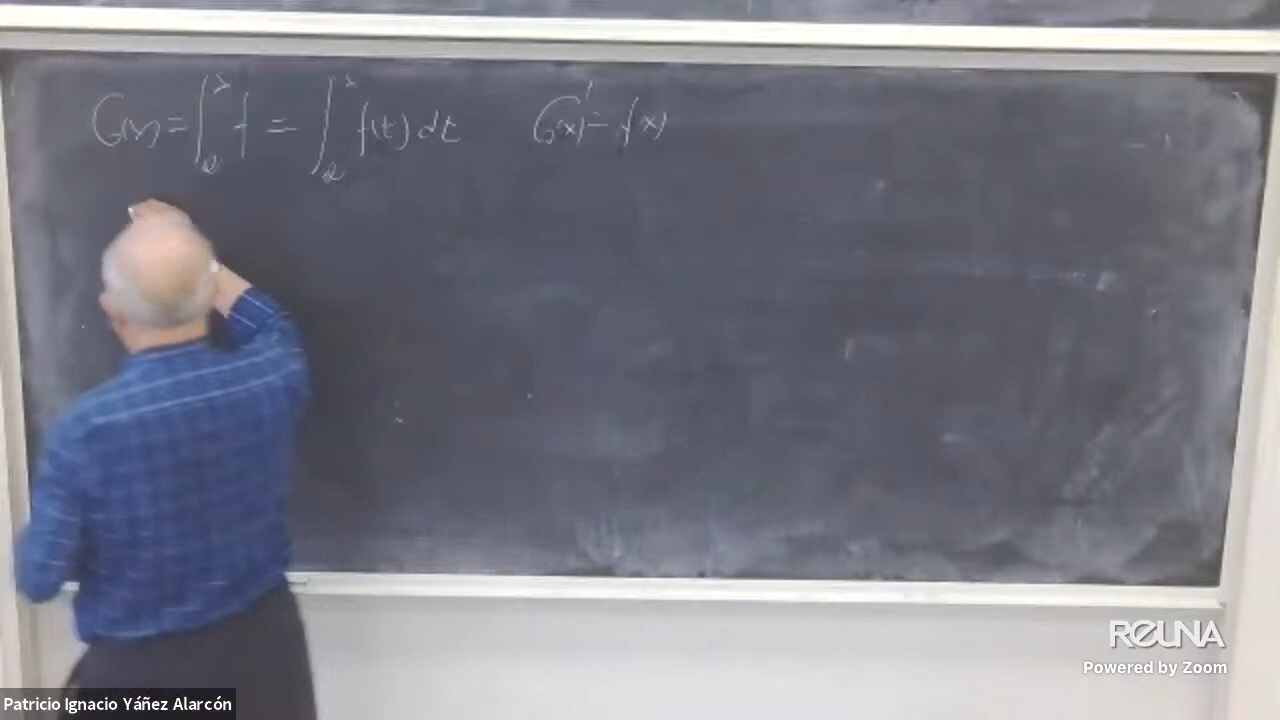 G(x) = ∫ₐˣ f = ∫ₐˣ f(t) dt G'(x) = f(x)
REUNA
Powered by Zoom
Patricio Ignacio Yáñez Alarcón